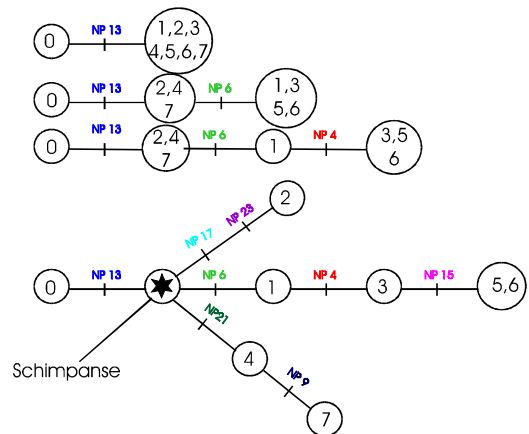 NP 13
0
1,2,3
4,5,6,7
NP 13
NP 6
0
2,4
7
1,3
5,6
NP 13
NP 6
NP 4
0
2,4
7
1
3,5
6
2
NP 23
NP 17
NP 13
NP 6
NP 4
NP 15
0
1
3
5,6
NP21
4
Schimpanse
NP 9
7